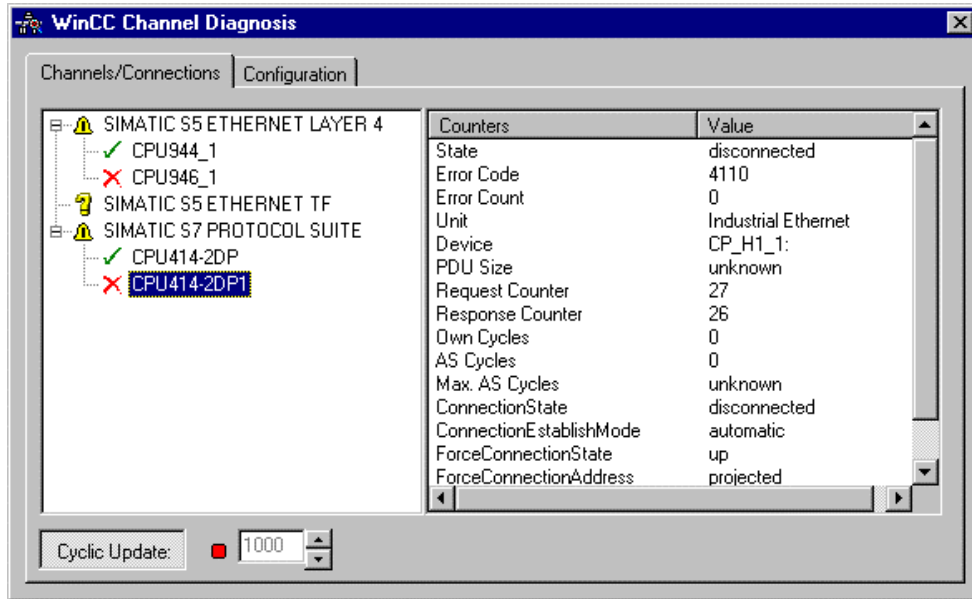 WinCC Channel Diagnosis
Channels/Connections Configuration
SIMATIC S5 ETHERNET LAYER 4
CPU944_1
CPU946_1
SIMATIC S5 ETHERNET TF
SIMATIC S7 PROTOCOL SUITE
CPU414-2DP
CPU414-2DP1
Counters Value
State disconnected
Error Code 4110
Error Count 0
Unit Industrial Ethernet
Device CP_H1_1:
PDU Size unknown
Request Counter 27
Response Counter 26
Own Cycles 0
AS Cycles 0
Max. AS Cycles unknown
ConnectionState disconnected
ConnectionEstablishMode automatic
ForceConnectionState up
ForceConnectionAddress projected
Cyclic Update: 1000